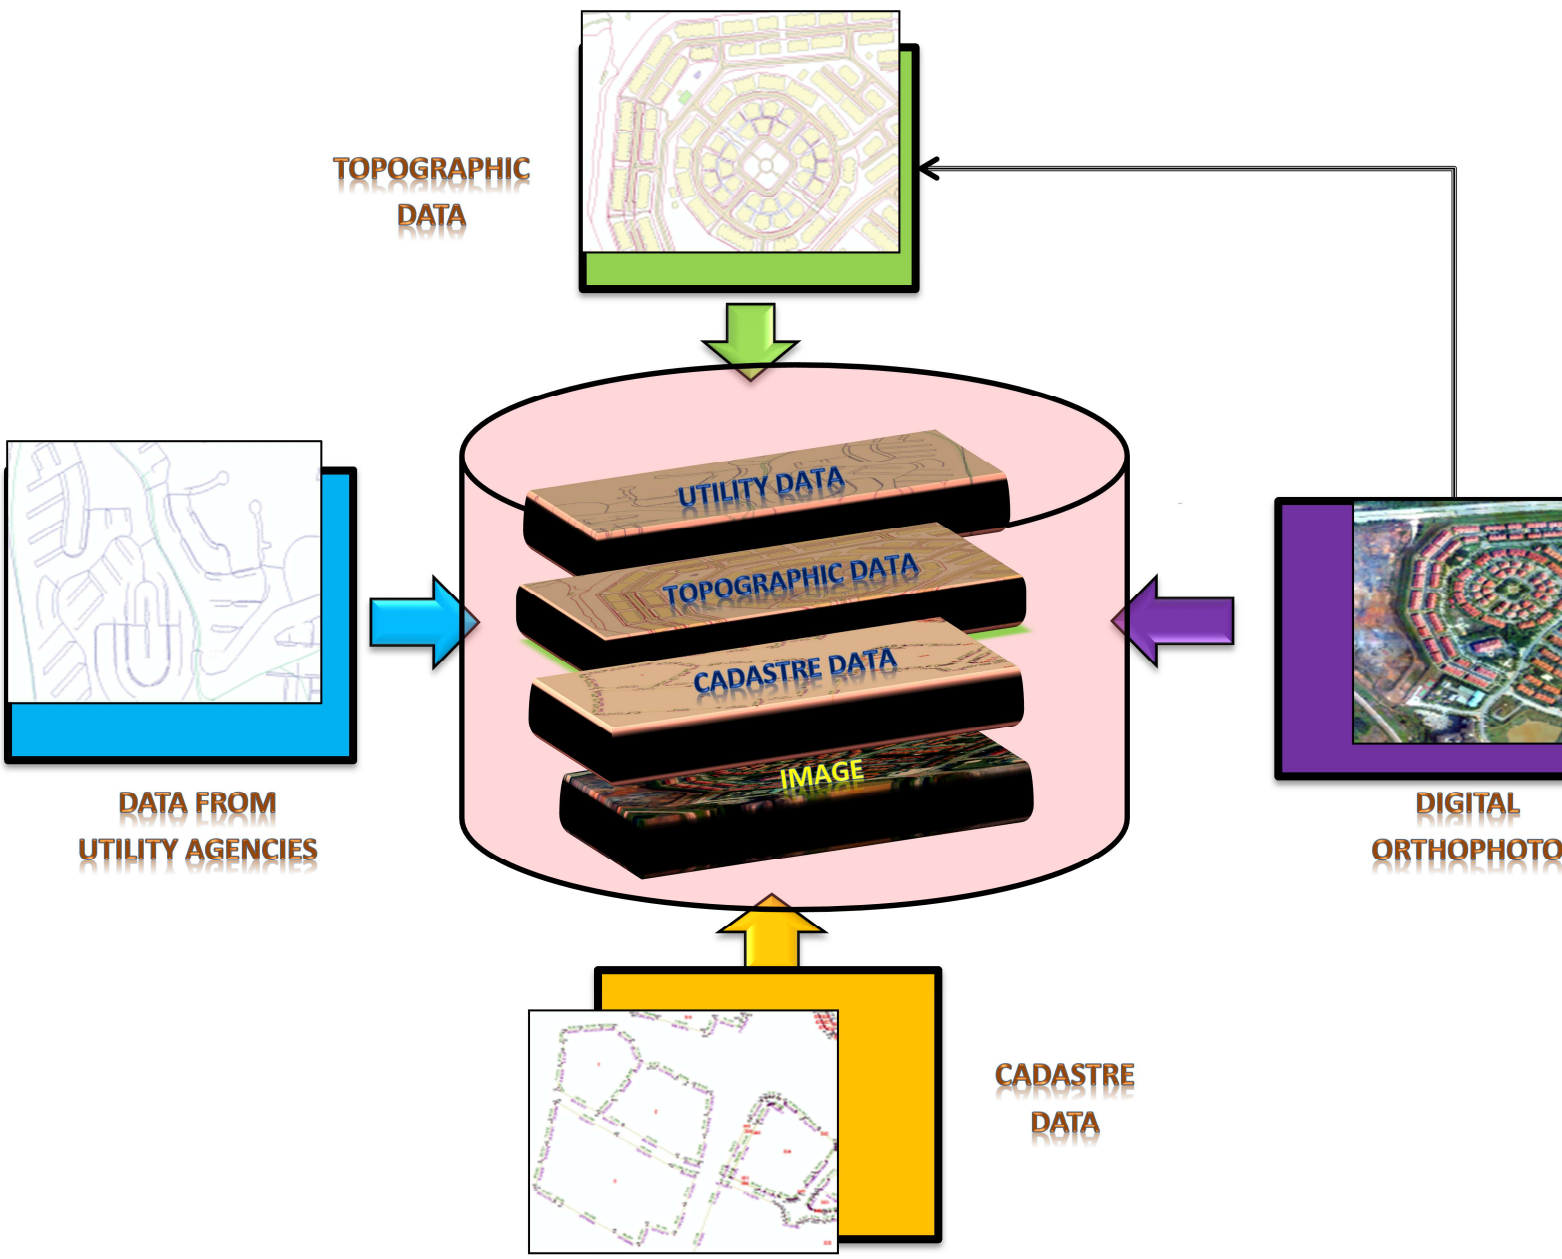 TOPOGRAPHIC
DATA
UTILITY DATA
TOPOGRAPHIC DATA
CADASTRE DATA
IMAGE
DATA FROM
UTILITY AGENCIES
DIGITAL
ORTHOPHOTO
CADASTRE
DATA